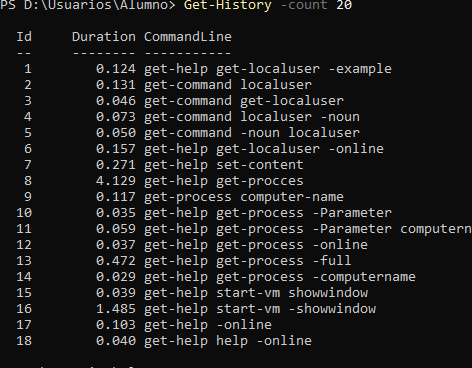 PS D:\Usuarios\Alumno> Get-History -count 20
Id Duration CommandLine
-- -------- -----------
1 0.124 get-help get-localuser -example
2 0.131 get-command localuser
3 0.046 get-command get-localuser
4 0.073 get-command localuser -noun
5 0.050 get-command -noun localuser
6 0.157 get-help get-localuser -online
7 0.271 get-help set-content
8 4.129 get-help get-procces
9 0.117 get-process computer-name
10 0.035 get-help get-process -Parameter
11 0.059 get-help get-process -Parameter computern
12 0.037 get-help get-process -online
13 0.472 get-help get-process -full
14 0.029 get-help get-process -computername
15 0.039 get-help start-vm showwindow
16 1.485 get-help start-vm -showwindow
17 0.103 get-help -online
18 0.040 get-help help -online